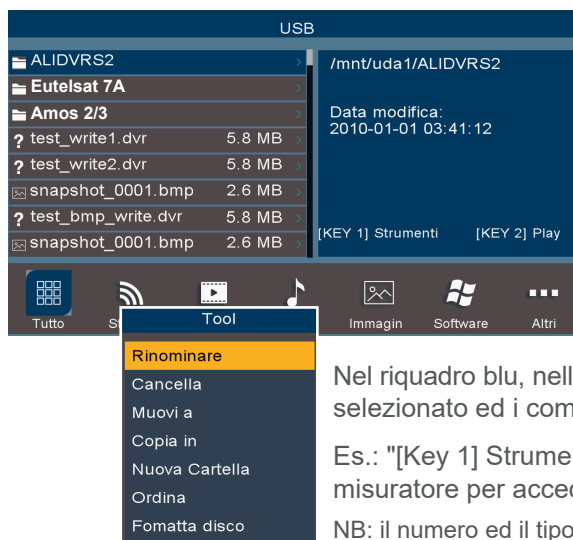 USB
ALIDVRS2
Eutelsat 7A
Amos 2/3
test_write1.dvr 5.8 MB
test_write2.dvr 5.8 MB
snapshot_0001.bmp 2.6 MB
test_bmp_write.dvr 5.8 MB
snapshot_0001.bmp 2.6 MB
/mnt/uda1/ALIDVRS2
Data modifica:
2010-01-01 03:41:12
[KEY 1] Strumenti [KEY 2] Play
Tutto Immagin Software Altri
Tool
Rinominare
Cancella
Muovi a
Copia in
Nuova Cartella
Ordina
Fomatta disco
Nel riquadro blu, nell
selezionato ed i com
Es.: "[Key 1] Strume
misuratore per acced
NB: il numero ed il tipo